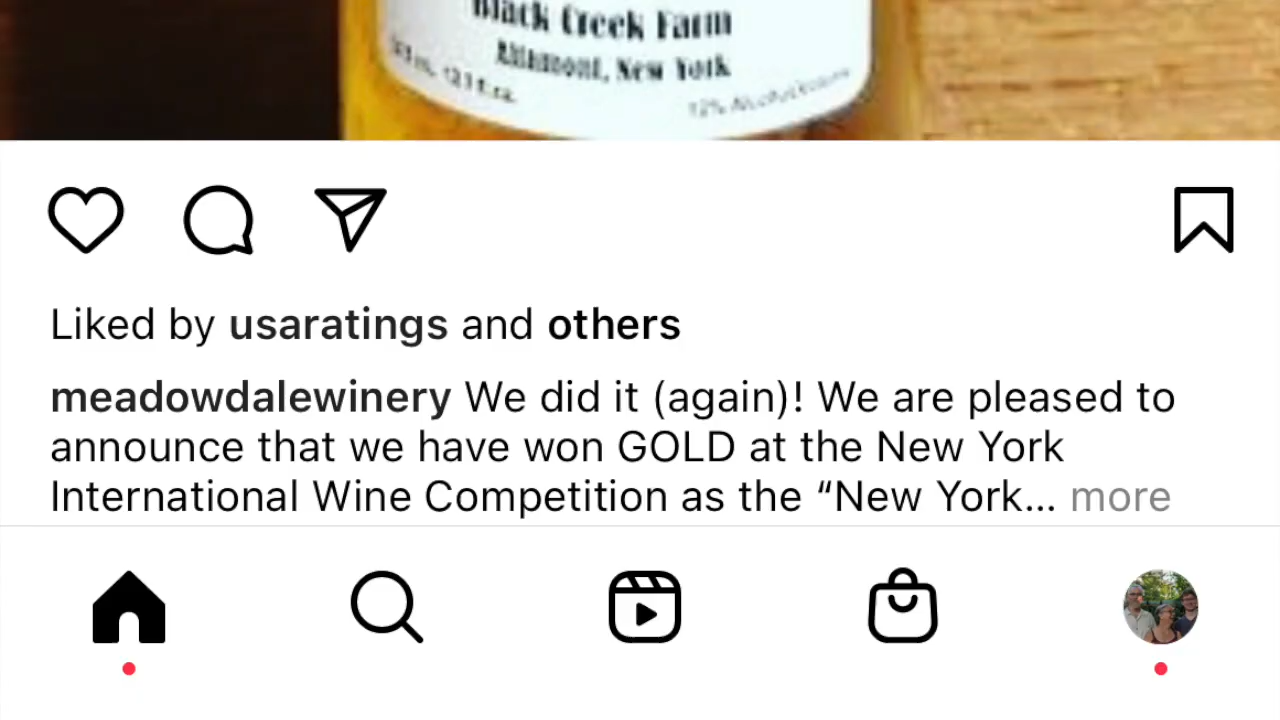 Black Creek Farm
Altamont, New York
12% Alcohol
Liked by usaratings and others
meadowdalewinery We did it (again)! We are pleased to
announce that we have won GOLD at the New York
International Wine Competition as the “New York... more